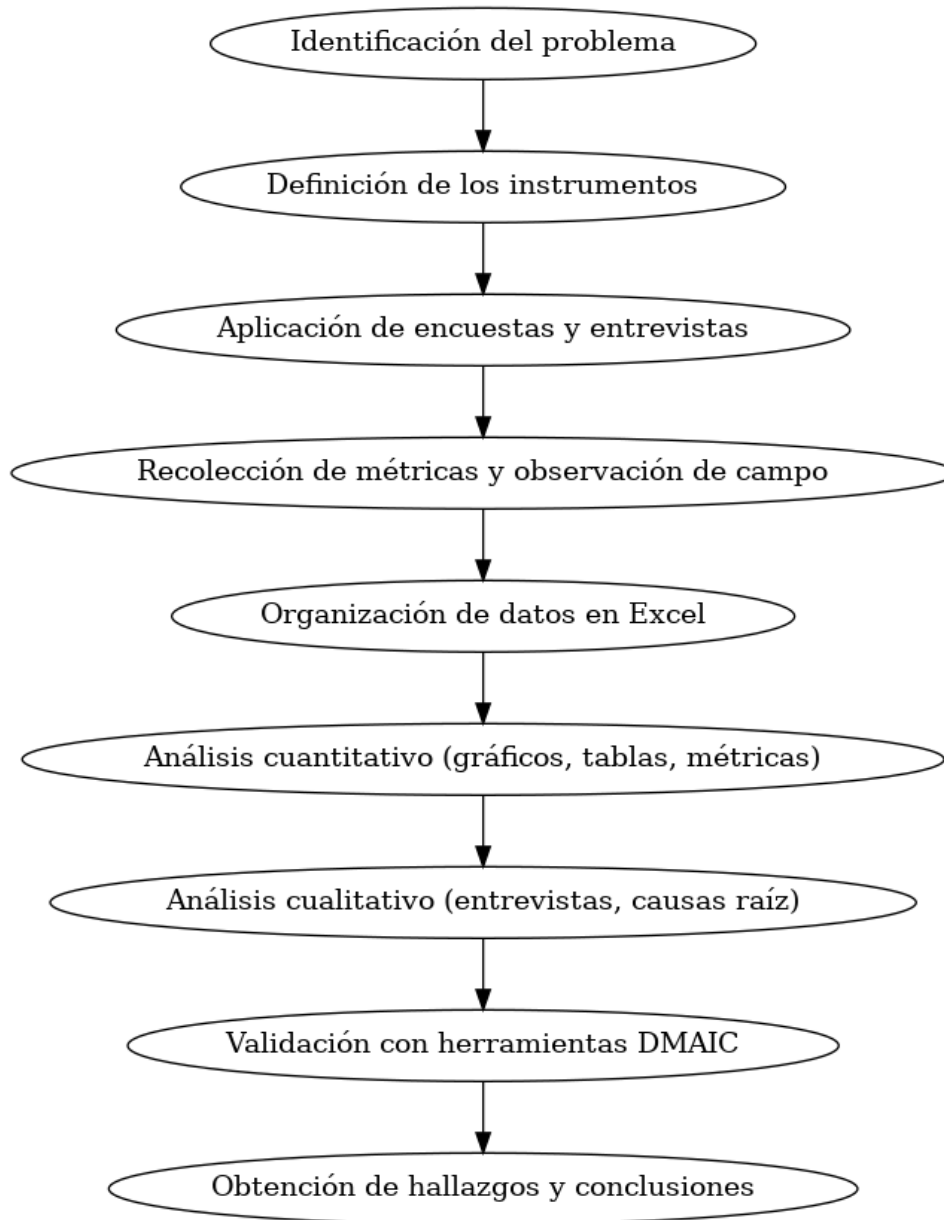 Identificación del problema
Definición de los instrumentos
Aplicación de encuestas y entrevistas
Recolección de métricas y observación de campo
Organización de datos en Excel
Análisis cuantitativo (gráficos, tablas, métricas)
Análisis cualitativo (entrevistas, causas raíz)
Validación con herramientas DMAIC
Obtención de hallazgos y conclusiones